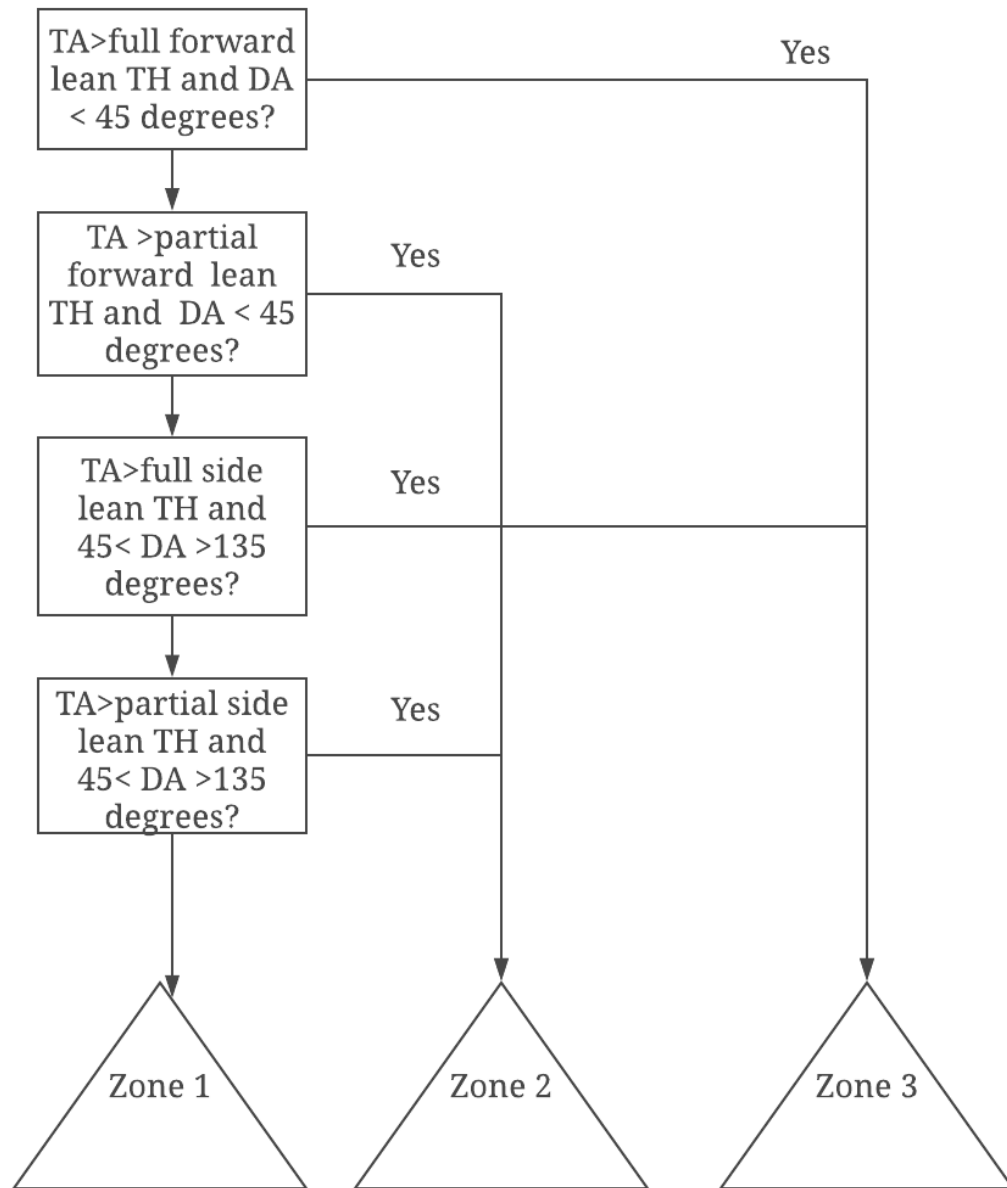 TA>full forward
lean TH and DA
< 45 degrees?
Yes
TA >partial
forward  lean
TH and  DA < 45
degrees?
Yes
TA>full side
lean TH and
45< DA >135
degrees?
Yes
TA>partial side
lean TH and
45< DA >135
degrees?
Yes
Zone 1
Zone 2
Zone 3